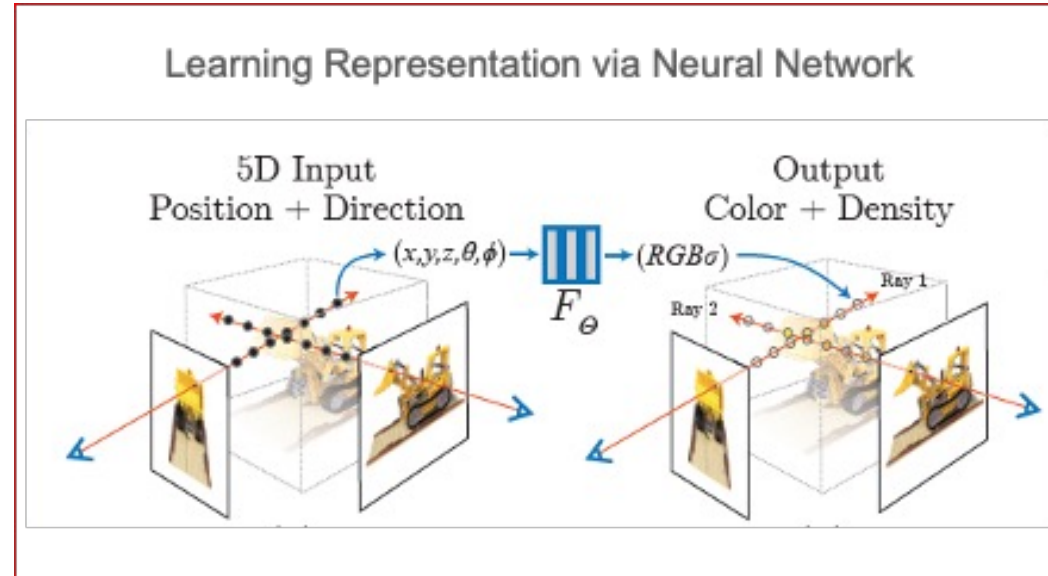 Learning Representation via Neural Network
5D Input
Position + Direction
Output
Color + Density
(x,y,z,θ,ϕ)
(RGBσ)
F_Θ
Ray 1
Ray 2